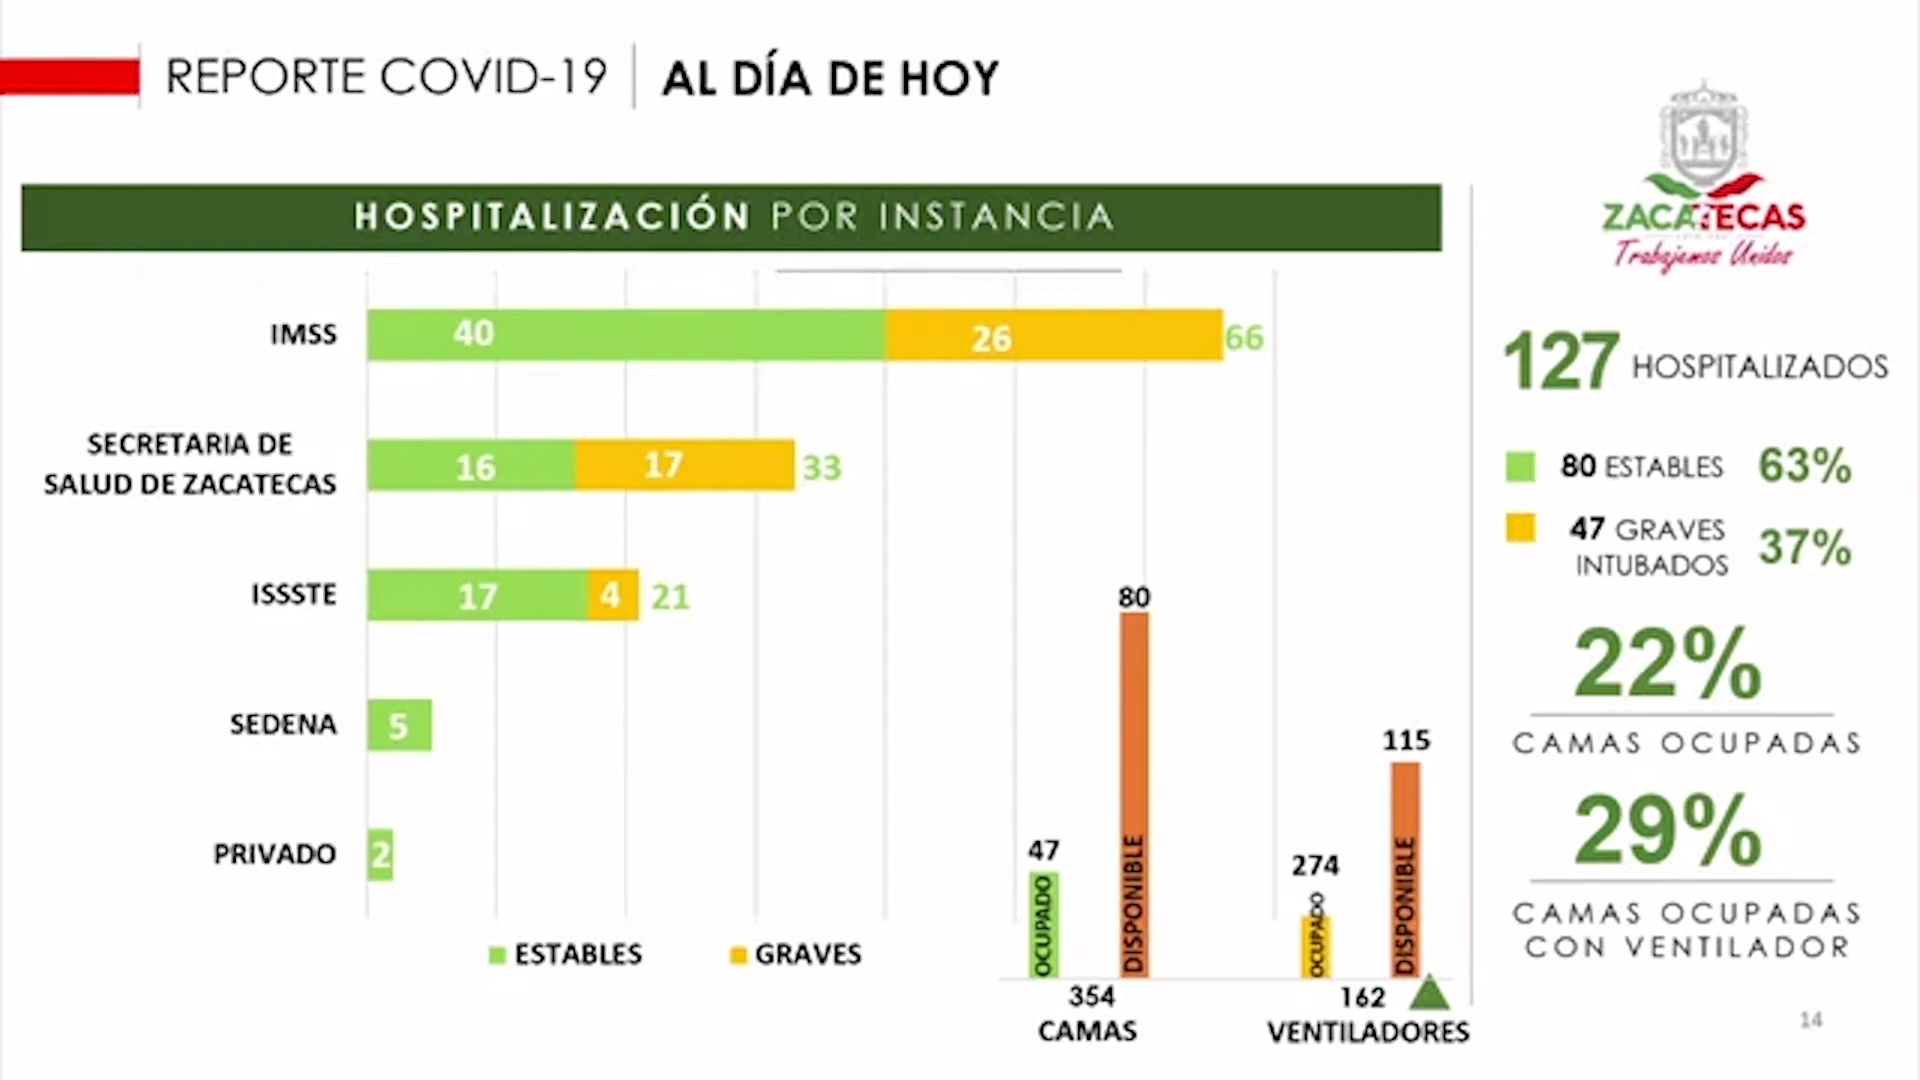 REPORTE COVID-19
AL DÍA DE HOY
ZACATECAS
Trabajemos Unidos
HOSPITALIZACIÓN POR INSTANCIA
IMSS
40
26
66
SECRETARIA DE
SALUD DE ZACATECAS
16
17
33
ISSSTE
17
4
21
SEDENA
5
PRIVADO
2
ESTABLES
GRAVES
47
OCUPADO
80
DISPONIBLE
354
CAMAS
274
OCUPADO
115
DISPONIBLE
162
VENTILADORES
127 HOSPITALIZADOS
80 ESTABLES 63%
47 GRAVES
INTUBADOS
37%
22%
CAMAS OCUPADAS
29%
CAMAS OCUPADAS
CON VENTILADOR
14